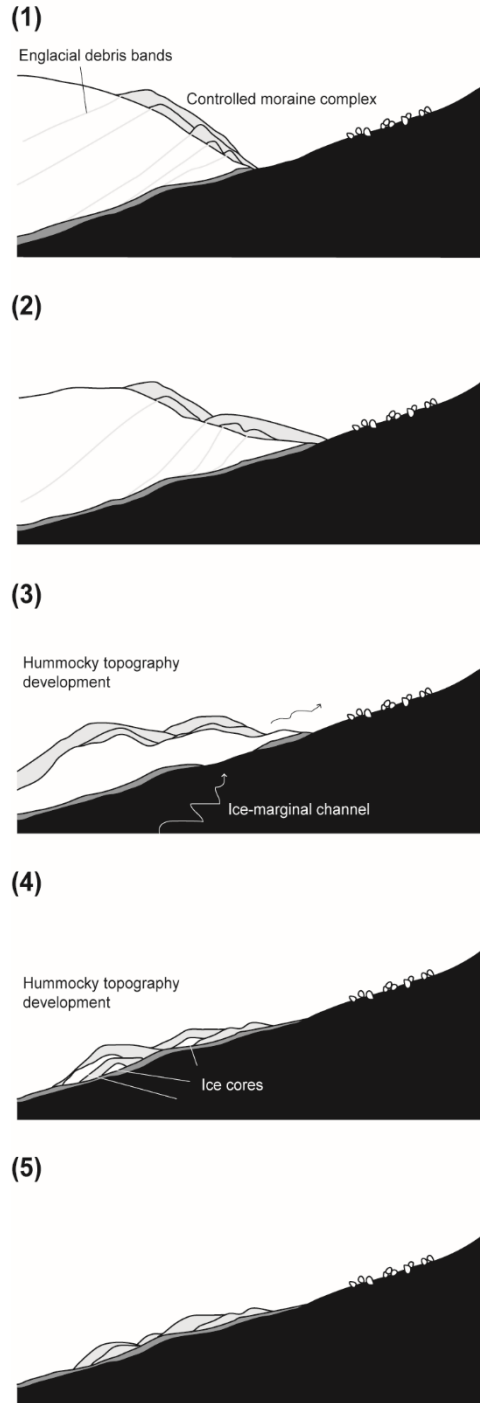 (1)
Englacial debris bands
Controlled moraine complex
(2)
(3)
Hummocky topography
development
Ice-marginal channel
(4)
Hummocky topography
development
Ice cores
(5)